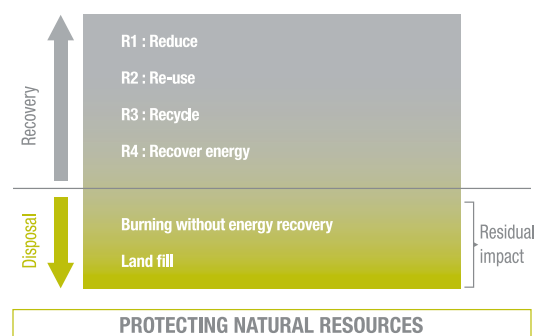 Recovery
R1 : Reduce
R2 : Re-use
R3 : Recycle
R4 : Recover energy
Disposal
Burning without energy recovery
Land fill
Residual
impact
PROTECTING NATURAL RESOURCES